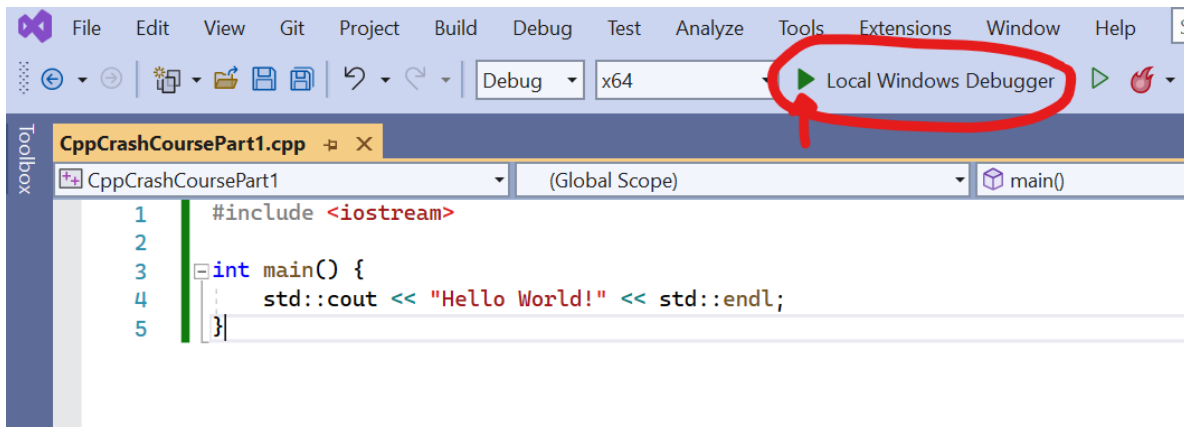 File Edit View Git Project Build Debug Test Analyze Tools Extensions Window Help
Debug x64 Local Windows Debugger
Toolbox
CppCrashCoursePart1.cpp
CppCrashCoursePart1 (Global Scope) main()
1 #include <iostream>
2
3 int main() {
4 std::cout << "Hello World!" << std::endl;
5 }